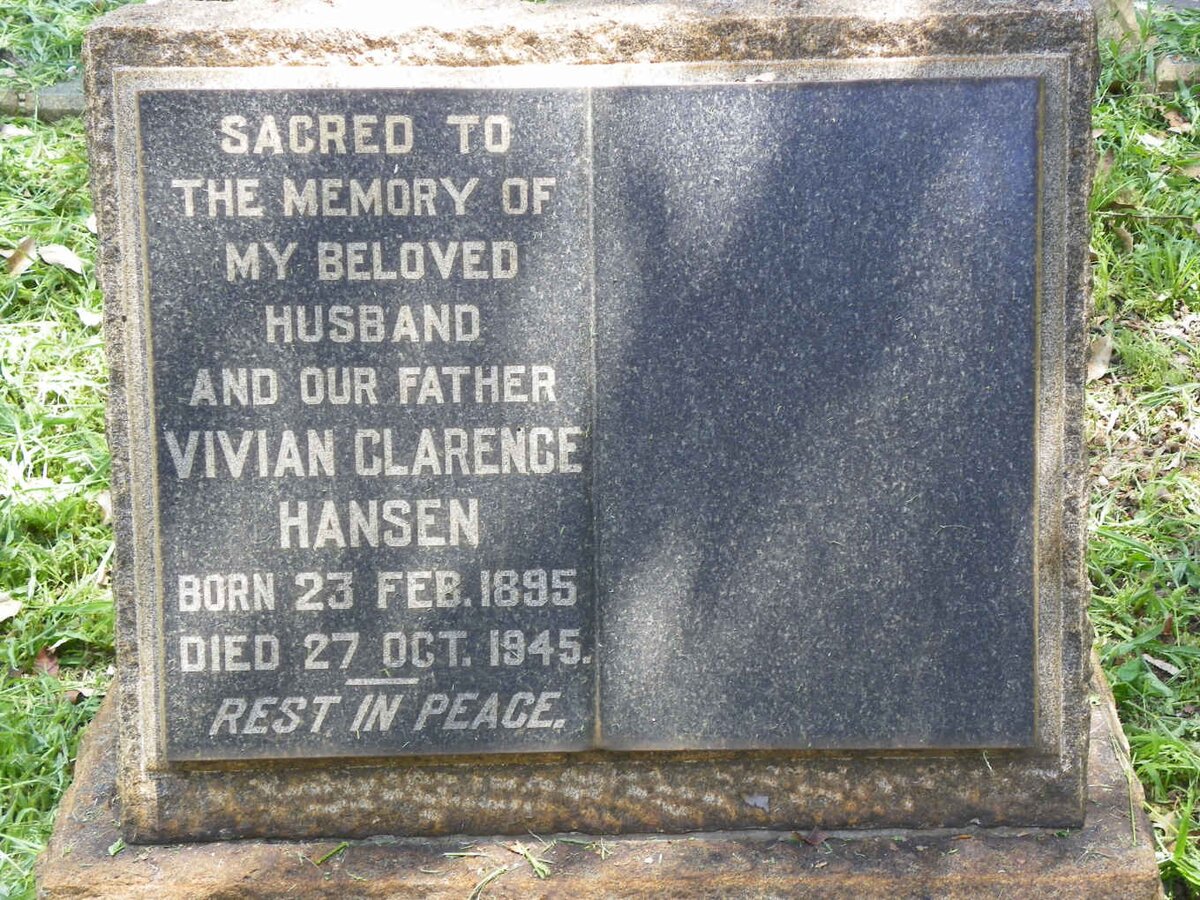 SACRED TO
THE MEMORY OF
MY BELOVED
HUSBAND
AND OUR FATHER
VIVIAN CLARENCE
HANSEN
BORN 23 FEB. 1895
DIED 27 OCT. 1945.
REST IN PEACE.